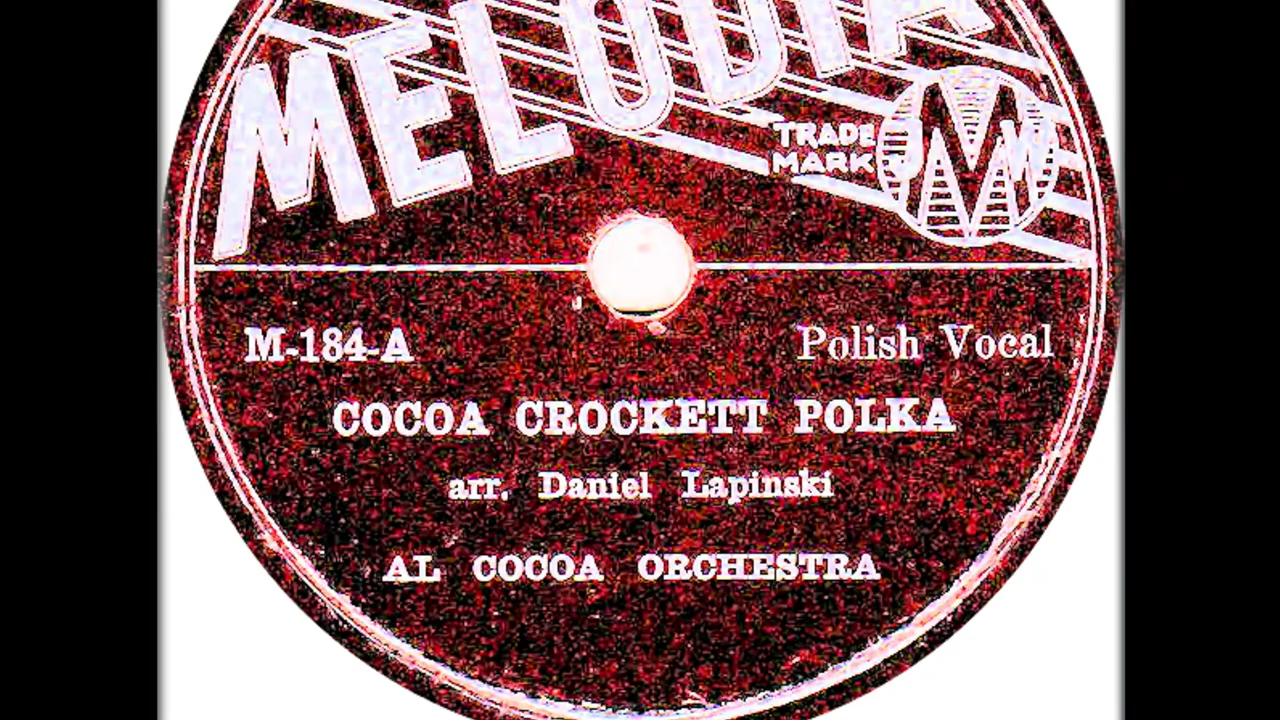 MELODIA
TRADE
MARK
M-184-A Polish Vocal
COCOA CROCKETT POLKA
arr. Daniel Lapinski
AL COCOA ORCHESTRA